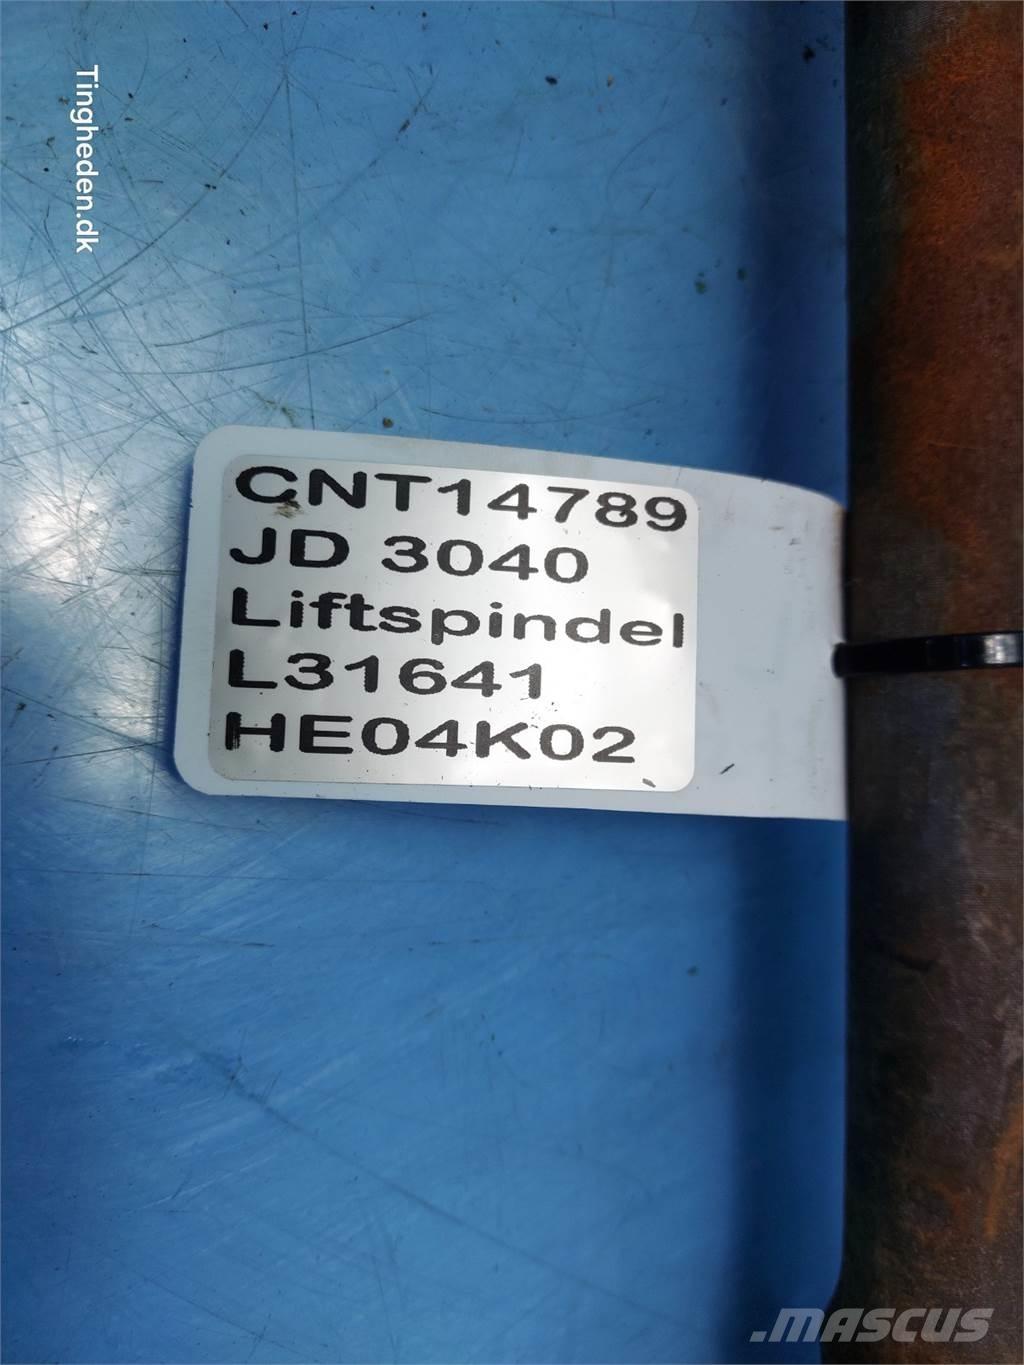 Tingheden.dk
CNT14789
JD 3040
Liftspindel
L31641
HE04K02
.MASCUS